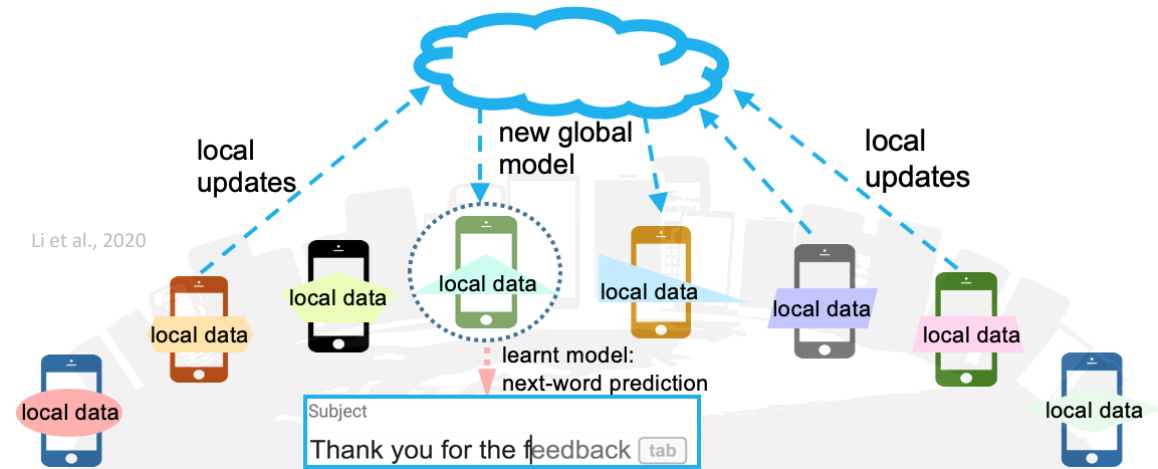 local
updates
new global
model
local
updates
Li et al., 2020
local data
local data
local data
local data
local data
local data
local data
local data
learnt model:
next-word prediction
Subject
Thank you for the feedback tab